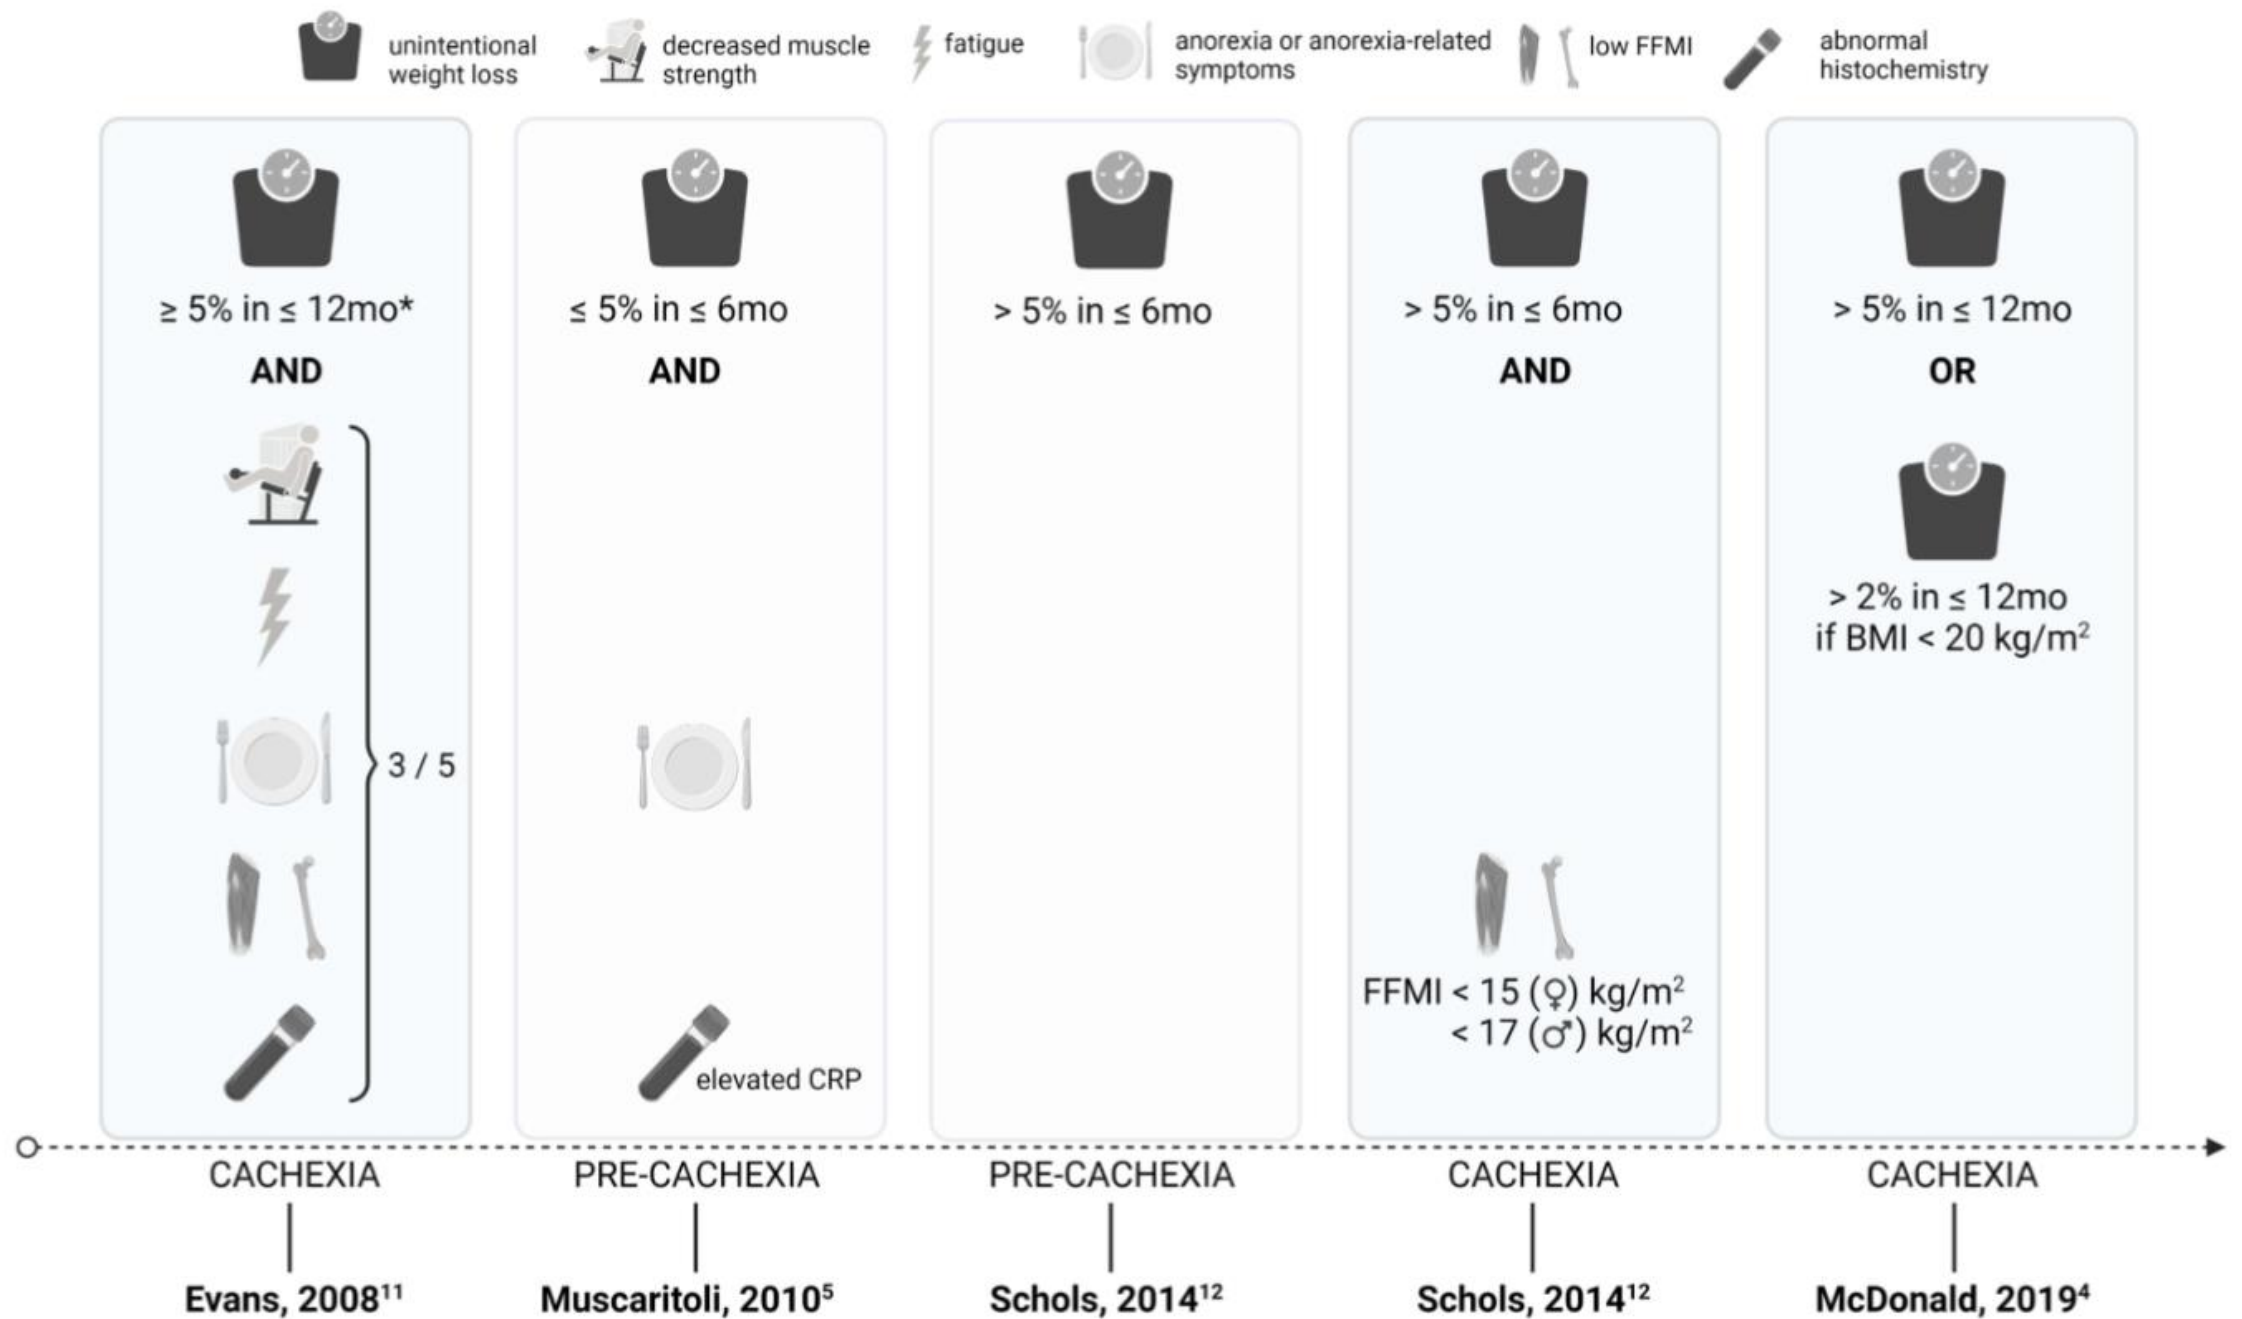 unintentional
weight loss
decreased muscle
strength
fatigue
anorexia or anorexia-related
symptoms
low FFMI
abnormal
histochemistry
≥ 5% in ≤ 12mo*
AND
3 / 5
CACHEXIA
Evans, 2008¹¹
≤ 5% in ≤ 6mo
AND
elevated CRP
PRE-CACHEXIA
Muscaritoli, 2010⁵
> 5% in ≤ 6mo
PRE-CACHEXIA
Schols, 2014¹²
> 5% in ≤ 6mo
AND
FFMI < 15 (♀) kg/m²
< 17 (♂) kg/m²
CACHEXIA
Schols, 2014¹²
> 5% in ≤ 12mo
OR
> 2% in ≤ 12mo
if BMI < 20 kg/m²
CACHEXIA
McDonald, 2019⁴